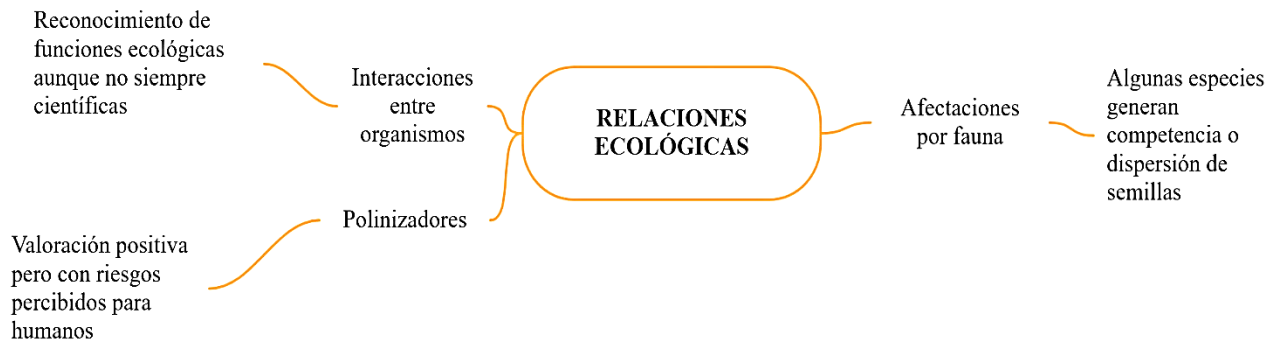 Reconocimiento de
funciones ecológicas
aunque no siempre
científicas
Interacciones
entre
organismos
Polinizadores
Valoración positiva
pero con riesgos
percibidos para
humanos
RELACIONES
ECOLÓGICAS
Afectaciones
por fauna
Algunas especies
generan
competencia o
dispersión de
semillas